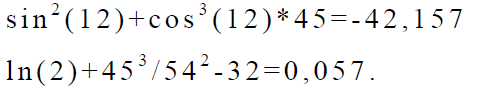 sin²(12)+cos³(12)*45=-42,157
ln(2)+45³/54²-32=0,057.